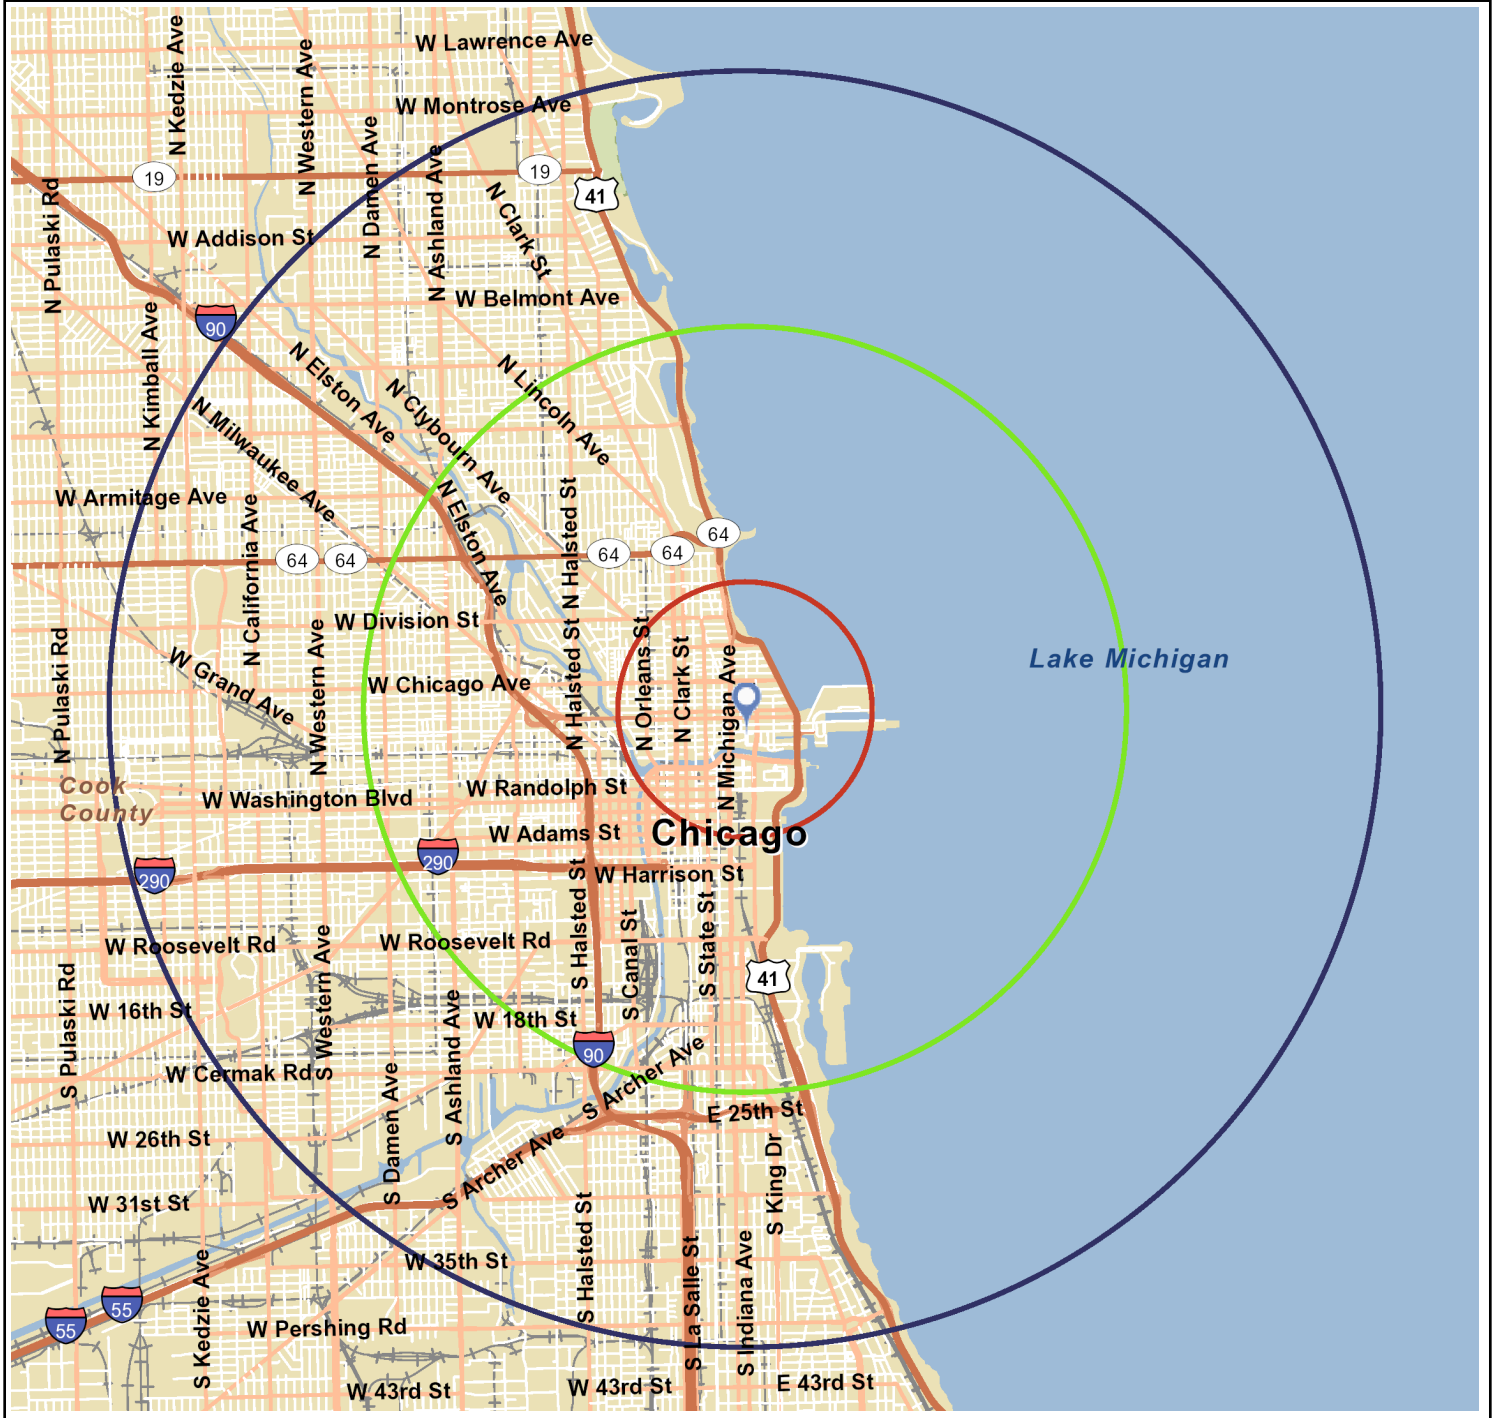 W Lawrence Ave
N Kedzie Ave
N Western Ave
W Montrose Ave
N Damen Ave
N Ashland Ave
19
19
41
N Pulaski Rd
N Clark St
W Addison St
W Belmont Ave
90
N Kimball Ave
N Elston Ave
N Lincoln Ave
N Clybourn Ave
N Milwaukee Ave
W Armitage Ave
N California Ave
N Elston Ave
N Halsted St
64
64
64
64
64
W Division St
N Pulaski Rd
N Western Ave
N Halsted St
N Orleans St
N Clark St
N Michigan Ave
Lake Michigan
W Grand Ave
W Chicago Ave
Cook
County
W Washington Blvd
W Randolph St
W Adams St
Chicago
290
290
W Harrison St
S Halsted St
S Canal St
S State St
W Roosevelt Rd
W Roosevelt Rd
41
S Pulaski Rd
W 16th St
S Western Ave
S Ashland Ave
W 18th St
90
S Archer Ave
W Cermak Rd
S Damen Ave
E 25th St
W 26th St
S Archer Ave
S King Dr
W 31st St
W 35th St
S Halsted St
S La Salle St
S Indiana Ave
S Kedzie Ave
55
55
W Pershing Rd
W 43rd St
W 43rd St
E 43rd St